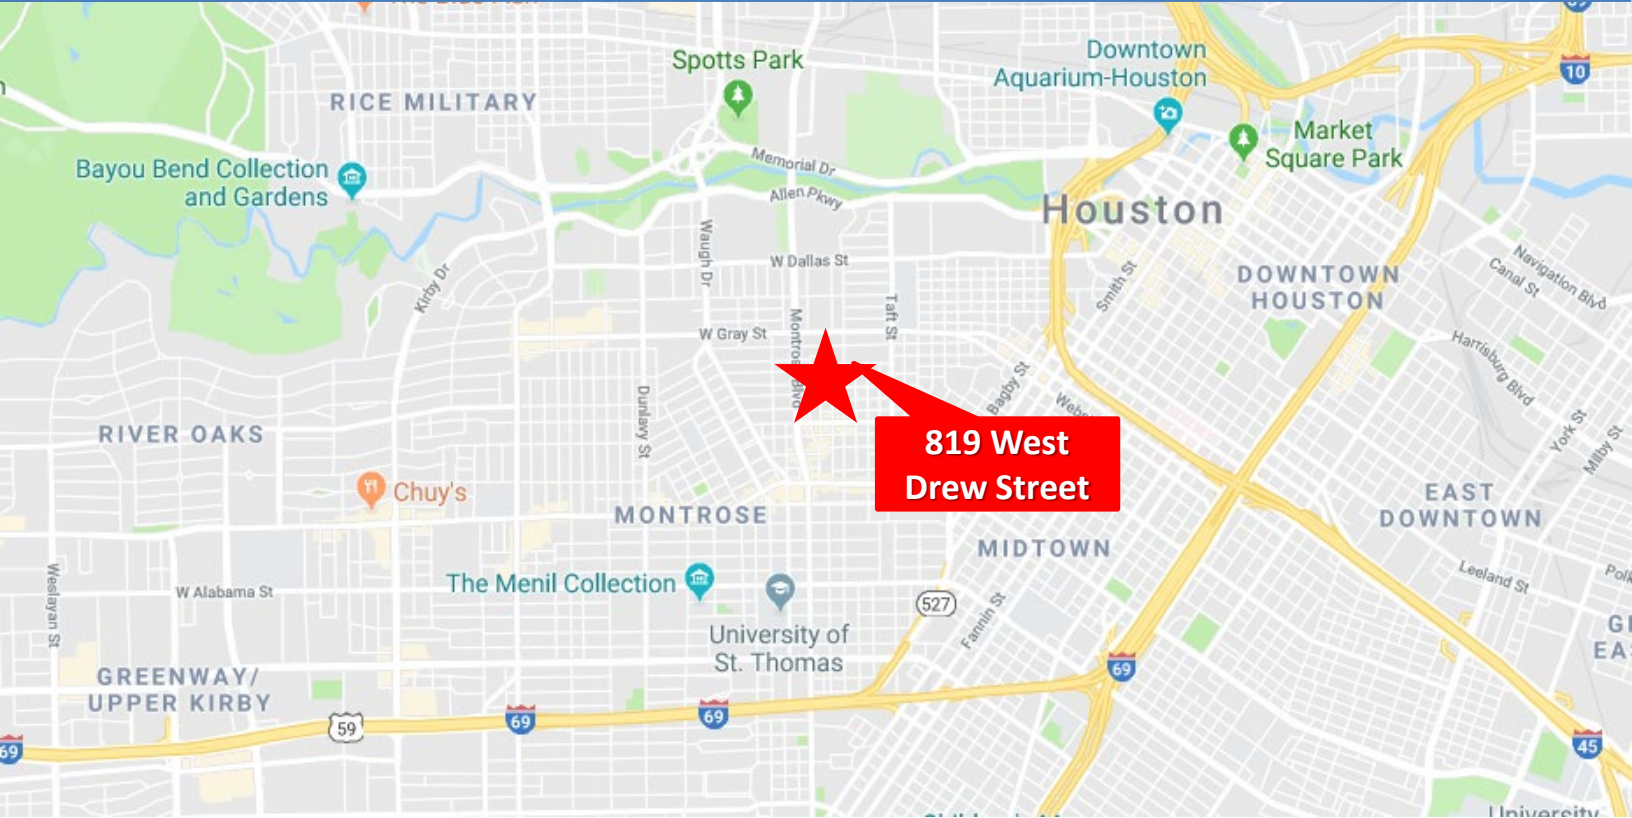 Spotts Park
Downtown
Aquarium-Houston
10
RICE MILITARY
Market
Square Park
Memorial Dr
Bayou Bend Collection
and Gardens
Allen Pkwy
Houston
Waugh Dr
W Dallas St
Kirby Dr
Smith St
DOWNTOWN
HOUSTON
Navigation Blvd
Canal St
Taft St
W Gray St
Harrisburg Blvd
Bagby St
Dunlavy St
RIVER OAKS
819 West
Drew Street
York St
Milby St
Chuy's
MONTROSE
EAST
DOWNTOWN
MIDTOWN
Weslayan St
W Alabama St
The Menil Collection
527
Fannin St
Leeland St
University of
St. Thomas
GREENWAY/
UPPER KIRBY
69
69
69
59
69
45
University